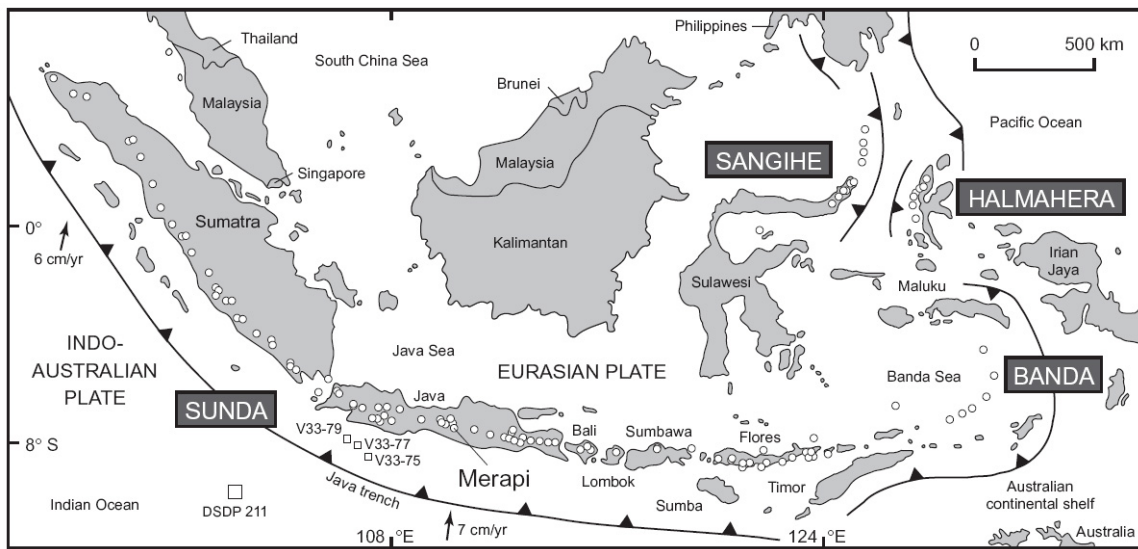 Philippines
Thailand
South China Sea
0 500 km
Malaysia
Brunei
Pacific Ocean
Malaysia
SANGIHE
Singapore
HALMAHERA
Sumatra
0°
Kalimantan
6 cm/yr
Irian
Jaya
Sulawesi
Maluku
INDO-
AUSTRALIAN
PLATE
Java Sea
EURASIAN PLATE
Banda Sea
BANDA
SUNDA
Java
V33-79
Bali
Sumbawa
Flores
8° S
V33-77
V33-75
Merapi
Lombok
Timor
Java trench
Sumba
Australian
continental shelf
Indian Ocean
DSDP 211
7 cm/yr
Australia
108 °E
124 °E